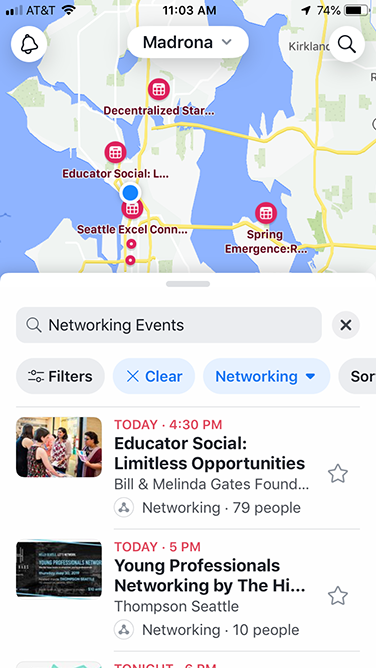 AT&T
11:03 AM
74%
Madrona
Kirklan
Decentralized Star...
Educator Social: L...
Seattle Excel Conn...
Spring
Emergence:R...
Networking Events
Filters
Clear
Networking
Sor
TODAY · 4:30 PM
Educator Social:
Limitless Opportunities
Bill & Melinda Gates Found...
Networking · 79 people
YOUNG PROFESSIONALS NETWOR
TODAY · 5 PM
Young Professionals
Networking by The Hi...
Thompson Seattle
Networking · 10 people
TONIGHT · 6 PM